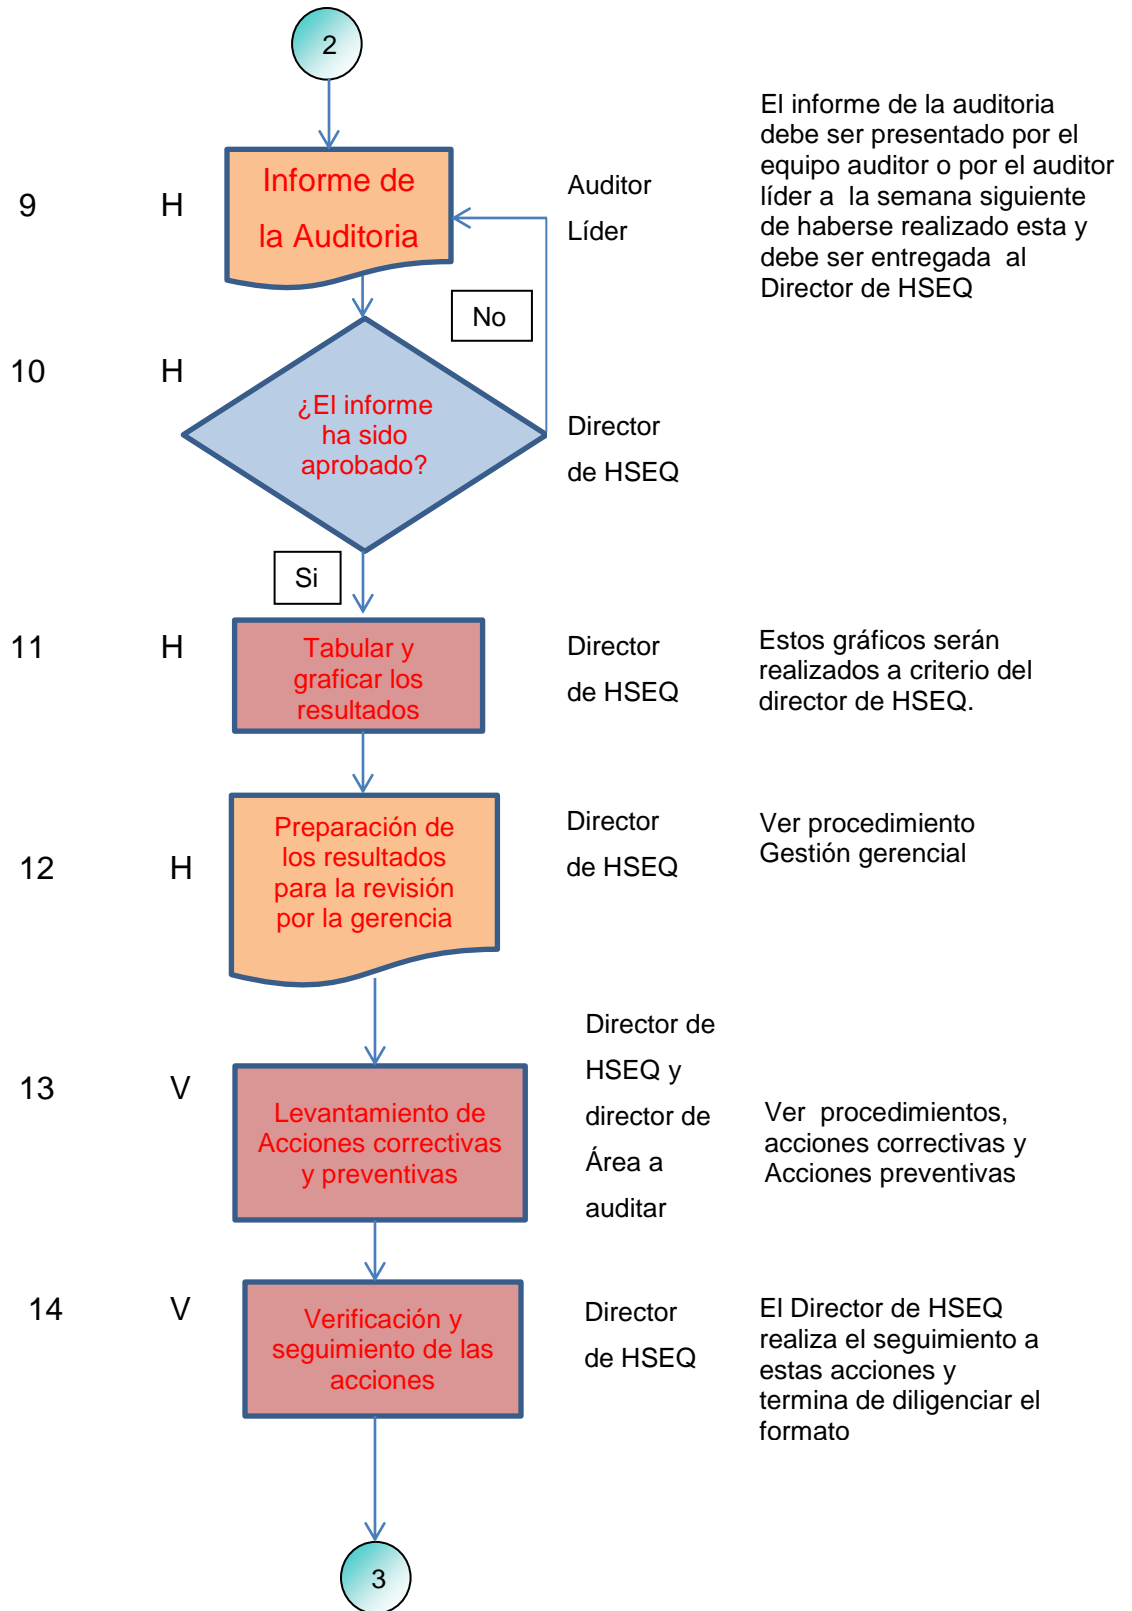 2
9
H
Informe de
la Auditoria
Auditor
Líder
El informe de la auditoria
debe ser presentado por el
equipo auditor o por el auditor
líder a la semana siguiente
de haberse realizado esta y
debe ser entregada al
Director de HSEQ
No
10
H
¿El informe
ha sido
aprobado?
Director
de HSEQ
Si
11
H
Tabular y
graficar los
resultados
Director
de HSEQ
Estos gráficos serán
realizados a criterio del
director de HSEQ.
12
H
Preparación de
los resultados
para la revisión
por la gerencia
Director
de HSEQ
Ver procedimiento
Gestión gerencial
13
V
Levantamiento de
Acciones correctivas
y preventivas
Director de
HSEQ y
director de
Área a
auditar
Ver procedimientos,
acciones correctivas y
Acciones preventivas
14
V
Verificación y
seguimiento de las
acciones
Director
de HSEQ
El Director de HSEQ
realiza el seguimiento a
estas acciones y
termina de diligenciar el
formato
3